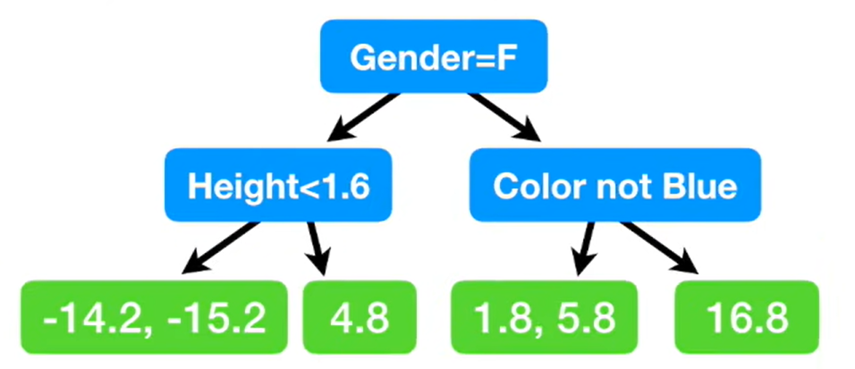 Gender=F
Height<1.6
Color not Blue
-14.2, -15.2
4.8
1.8, 5.8
16.8